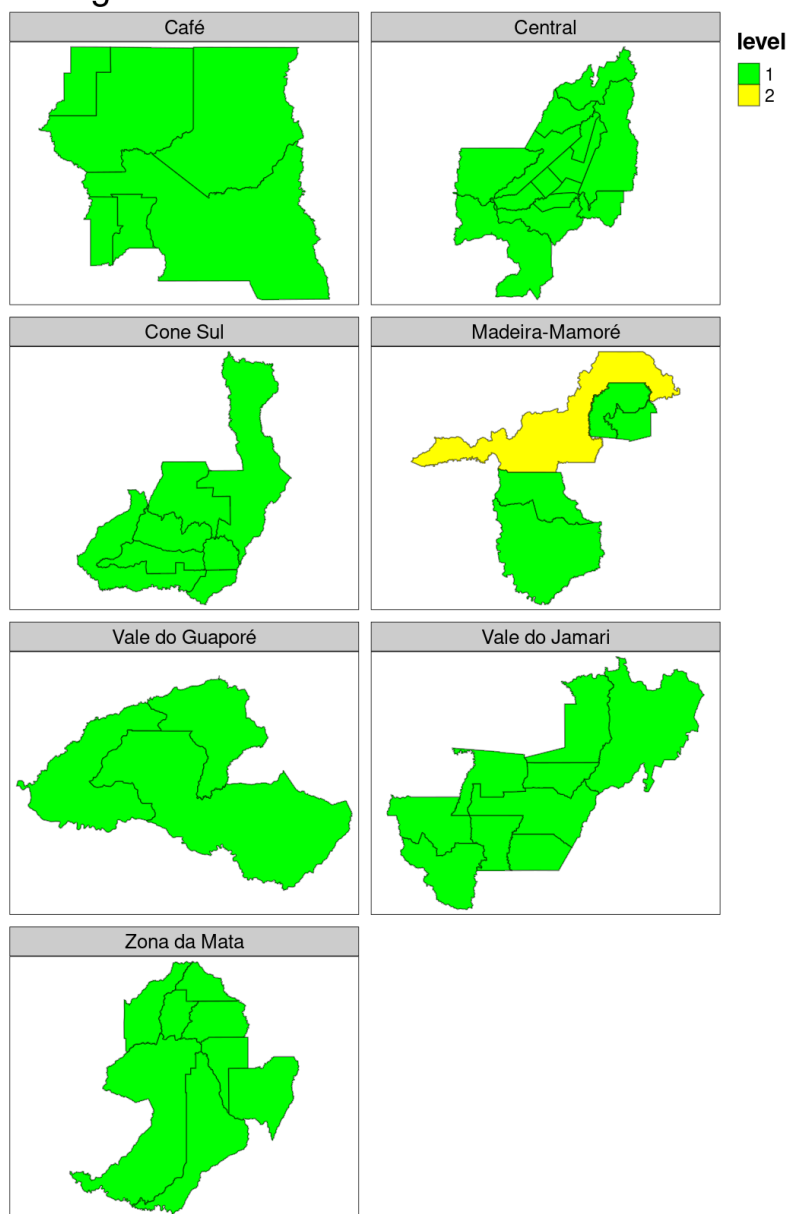 Café
Central
level
1
2
Cone Sul
Madeira-Mamoré
Vale do Guaporé
Vale do Jamari
Zona da Mata